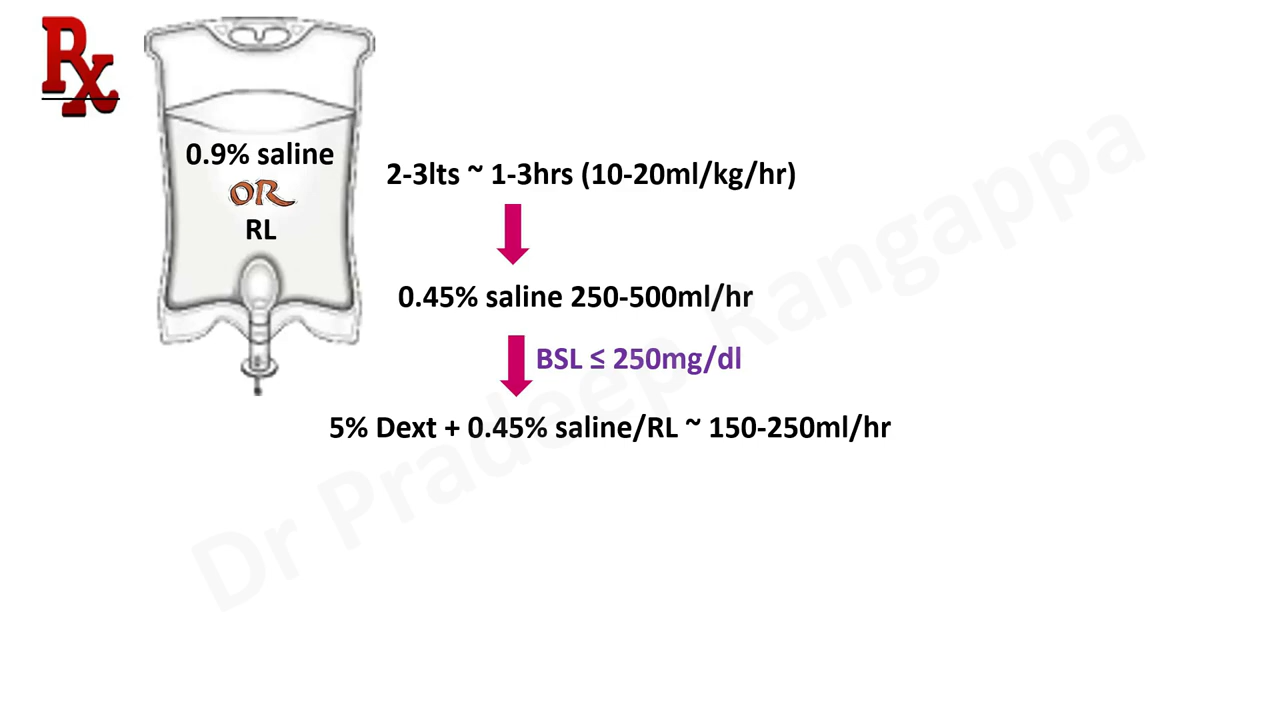 Rx
0.9% saline
OR
RL
2-3lts ~ 1-3hrs (10-20ml/kg/hr)
0.45% saline 250-500ml/hr
BSL ≤ 250mg/dl
5% Dext + 0.45% saline/RL ~ 150-250ml/hr
Dr Pradeep Rangappa